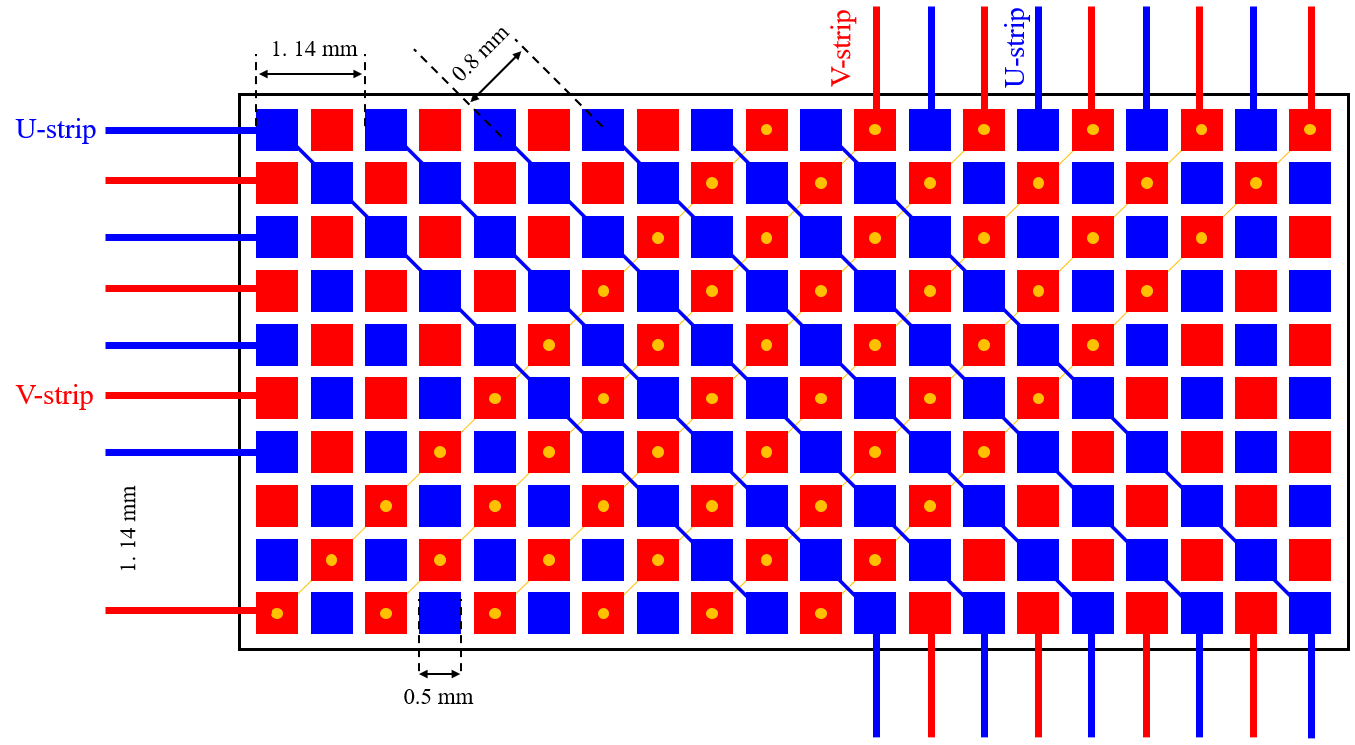 V-strip
U-strip
1. 14 mm
0.8 mm
U-strip
V-strip
1. 14 mm
0.5 mm